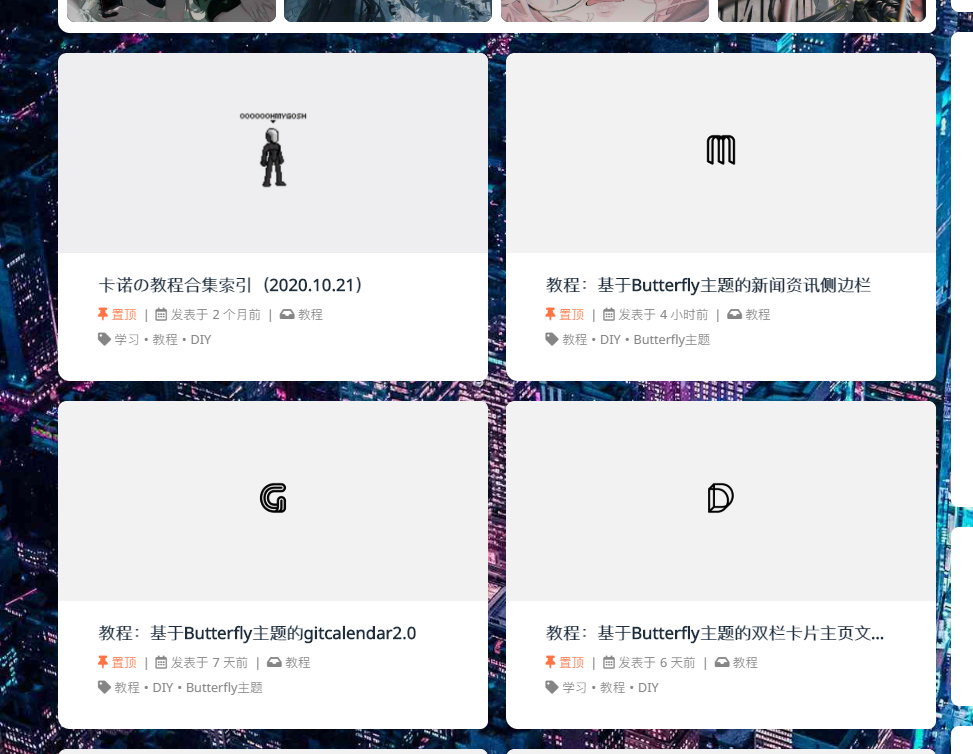 OOOOOOHMYGOSH
卡诺の教程合集索引（2020.10.21）
置顶 | 发表于 2 个月前 | 教程
学习 • 教程 • DIY
M
教程：基于Butterfly主题的新闻资讯侧边栏
置顶 | 发表于 4 小时前 | 教程
教程 • DIY • Butterfly主题
G
教程：基于Butterfly主题的gitcalendar2.0
置顶 | 发表于 7 天前 | 教程
教程 • DIY • Butterfly主题
D
教程：基于Butterfly主题的双栏卡片主页文...
置顶 | 发表于 6 天前 | 教程
学习 • 教程 • DIY